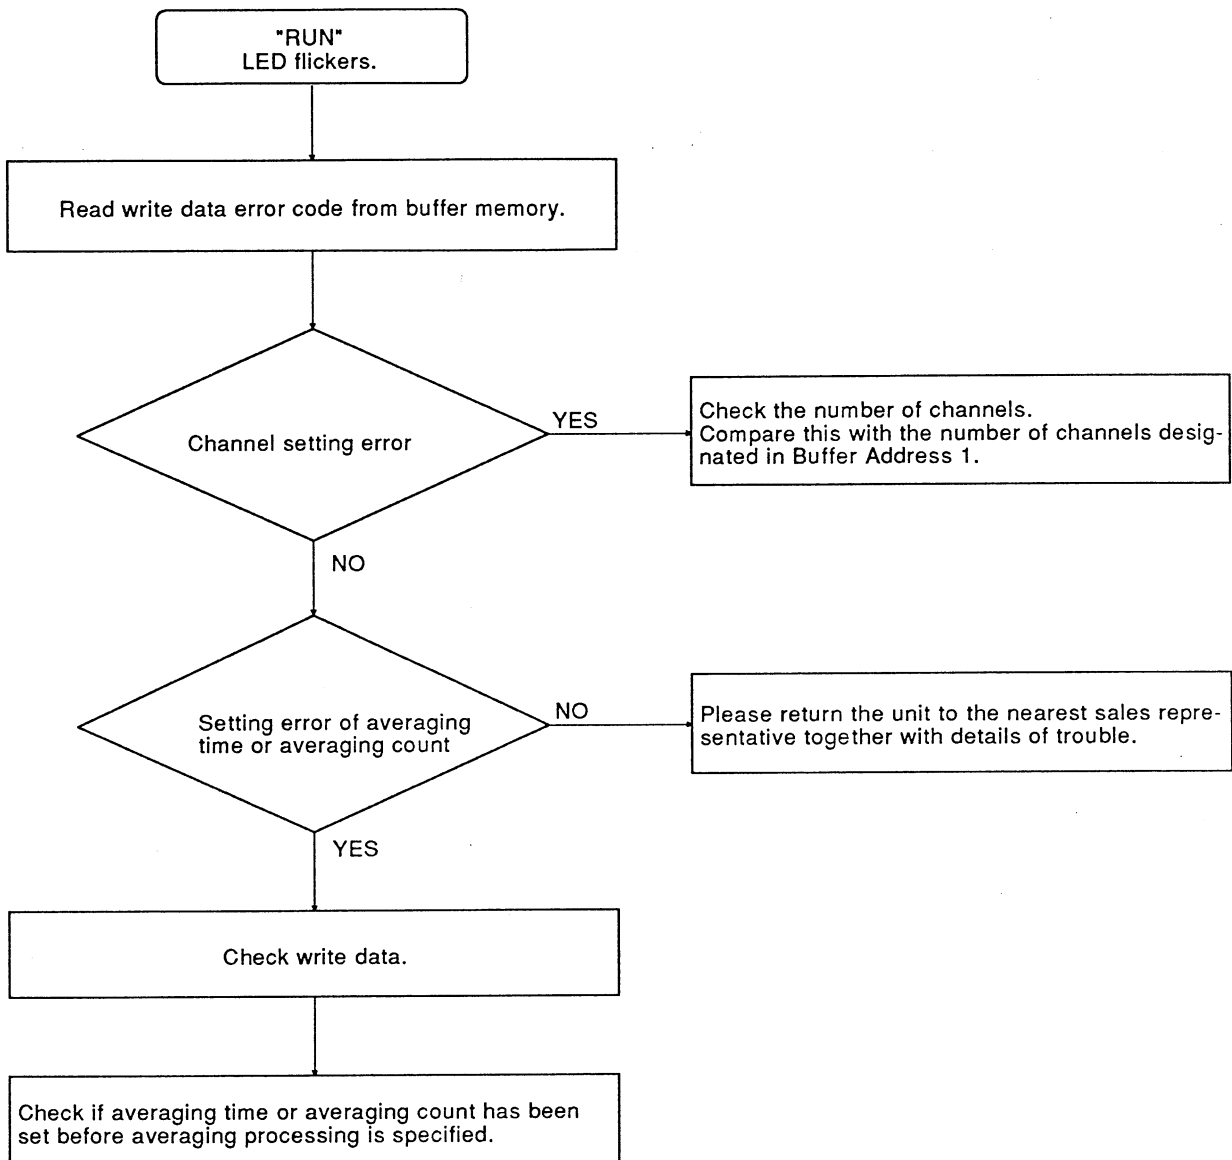 "RUN"
LED flickers.
Read write data error code from buffer memory.
Channel setting error
YES
Check the number of channels.
Compare this with the number of channels desig-
nated in Buffer Address 1.
NO
Setting error of averaging
time or averaging count
NO
Please return the unit to the nearest sales repre-
sentative together with details of trouble.
YES
Check write data.
Check if averaging time or averaging count has been
set before averaging processing is specified.